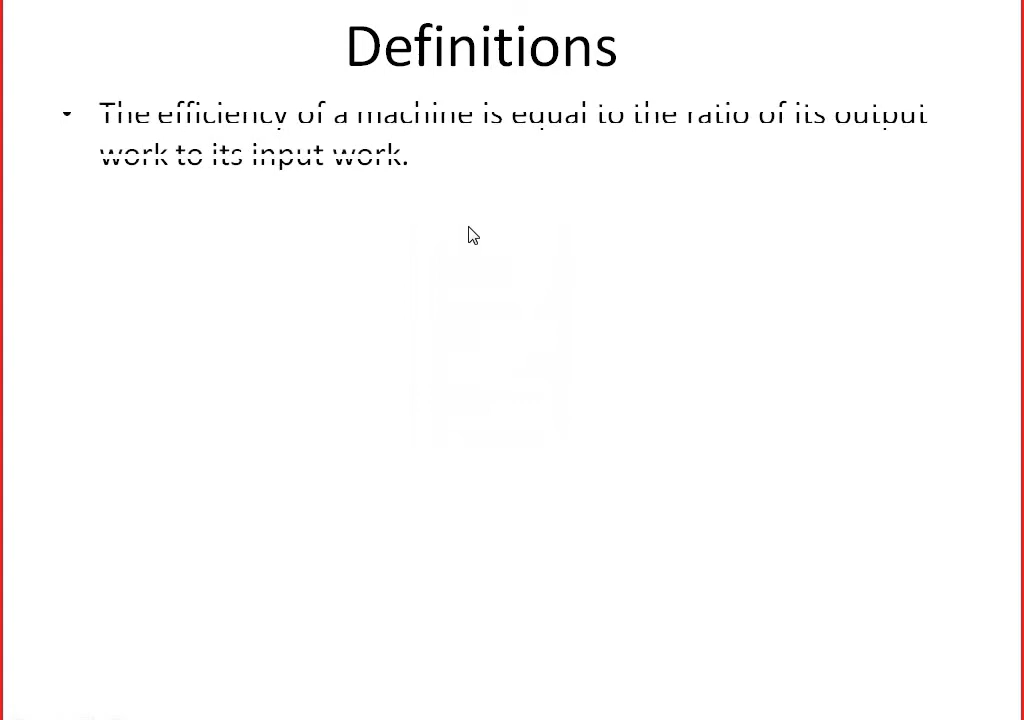 Definitions
• The efficiency of a machine is equal to the ratio of its output
work to its input work.